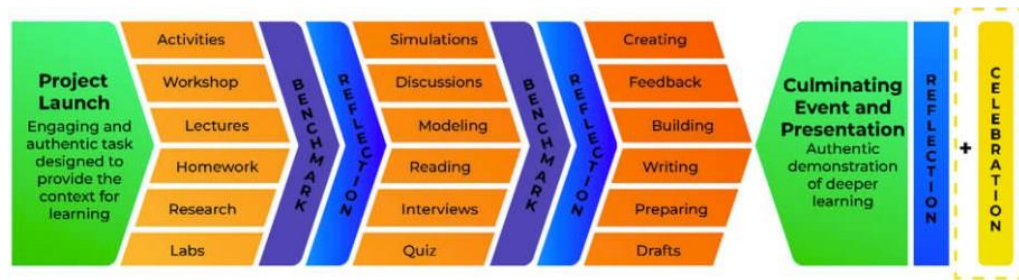 Project
Launch
Engaging and
authentic task
designed to
provide the
context for
learning
Activities
Workshop
Lectures
Homework
Research
Labs
BENCHMARK
REFLECTION
Simulations
Discussions
Modeling
Reading
Interviews
Quiz
BENCHMARK
REFLECTION
Creating
Feedback
Building
Writing
Preparing
Drafts
Culminating
Event and
Presentation
Authentic
demonstration
of deeper
learning
REFLECTION
+
CELEBRATION